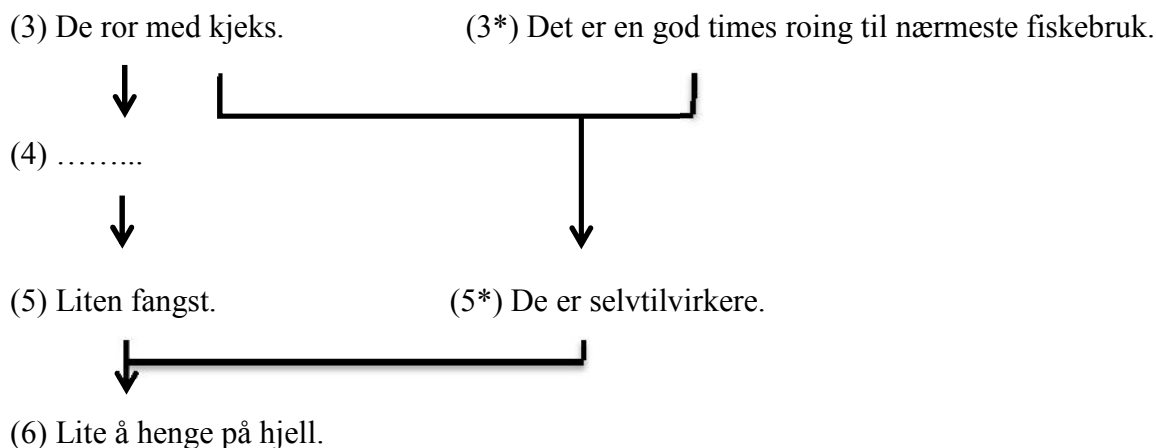 (3) De ror med kjeks. (3*) Det er en god times roing til nærmeste fiskebruk.
(4) ……...
(5) Liten fangst. (5*) De er selvtilvirkere.
(6) Lite å henge på hjell.